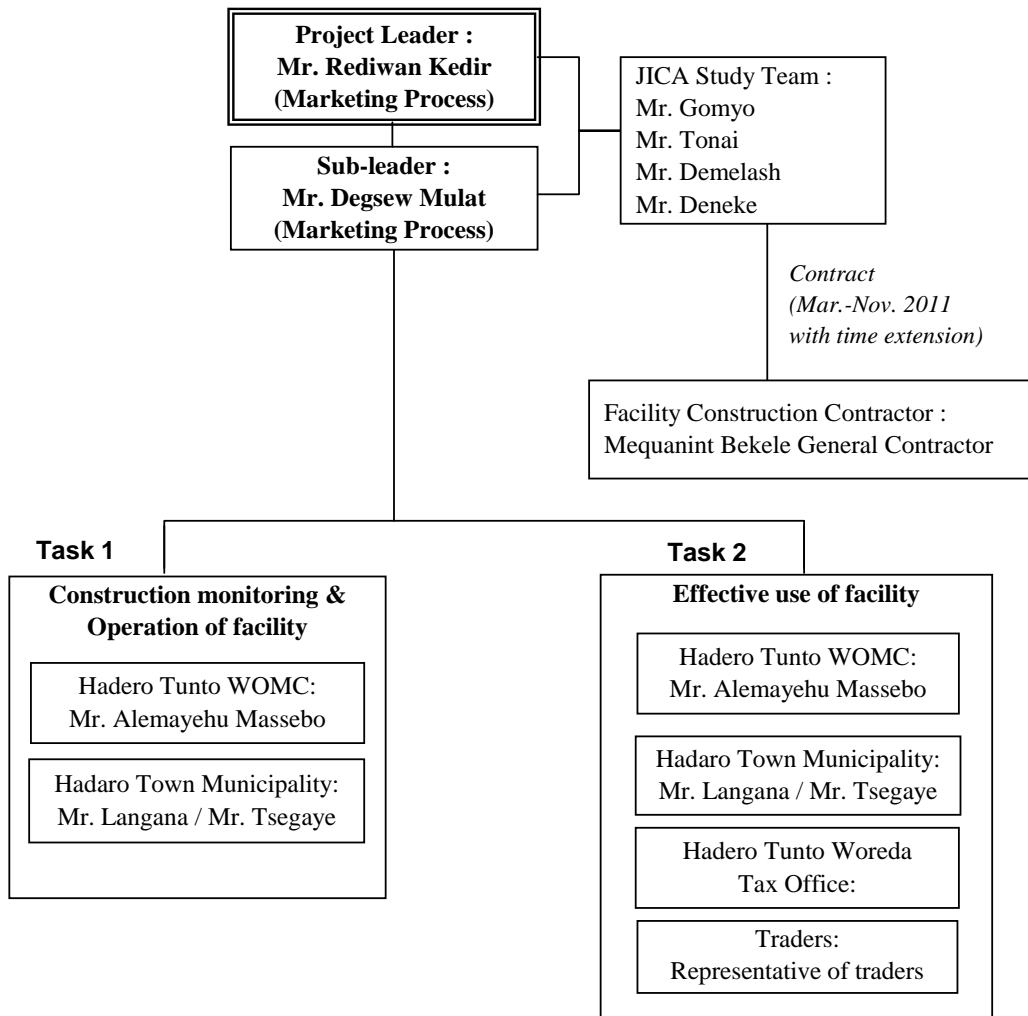 Project Leader :
Mr. Rediwan Kedir
(Marketing Process)
Sub-leader :
Mr. Degsew Mulat
(Marketing Process)
JICA Study Team :
Mr. Gomyo
Mr. Tonai
Mr. Demelash
Mr. Deneke
Contract
(Mar.-Nov. 2011
with time extension)
Facility Construction Contractor :
Mequanint Bekele General Contractor
Task 1
Construction monitoring &
Operation of facility
Hadero Tunto WOMC:
Mr. Alemayehu Massebo
Hadaro Town Municipality:
Mr. Langana / Mr. Tsegaye
Task 2
Effective use of facility
Hadero Tunto WOMC:
Mr. Alemayehu Massebo
Hadaro Town Municipality:
Mr. Langana / Mr. Tsegaye
Hadero Tunto Woreda
Tax Office:
Traders:
Representative of traders